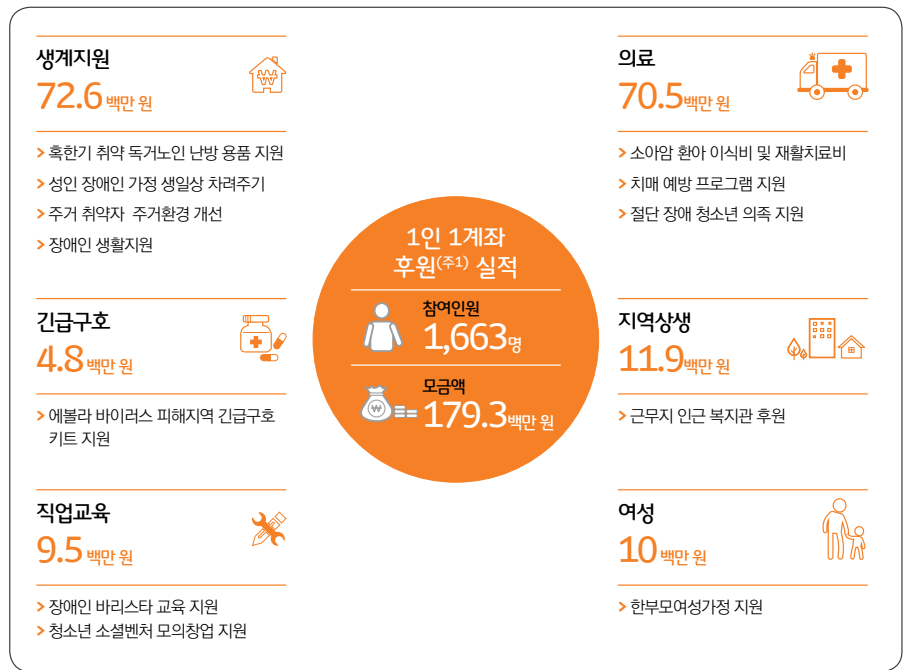 생계지원
72.6 백만 원
> 혹한기 취약 독거노인 난방 용품 지원
> 성인 장애인 가정 생일상 차려주기
> 주거 취약자 주거환경 개선
> 장애인 생활지원
긴급구호
4.8 백만 원
> 에볼라 바이러스 피해지역 긴급구호
키트 지원
직업교육
9.5 백만 원
> 장애인 바리스타 교육 지원
> 청소년 소셜벤처 모의창업 지원
1인 1계좌
후원(주1) 실적
참여인원
1,663명
모금액
₩
179.3백만 원
의료
70.5백만 원
> 소아암 환아 이식비 및 재활치료비
> 치매 예방 프로그램 지원
> 절단 장애 청소년 의족 지원
지역상생
11.9백만 원
> 근무지 인근 복지관 후원
여성
10 백만 원
> 한부모여성가정 지원